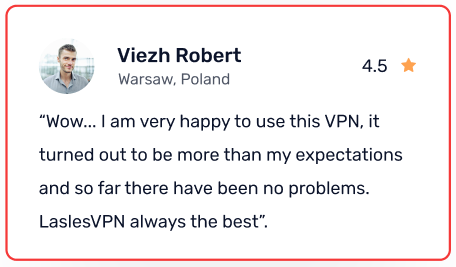 Viezh Robert
Warsaw, Poland
4.5
“Wow... I am very happy to use this VPN, it
turned out to be more than my expectations
and so far there have been no problems.
LaslesVPN always the best”.